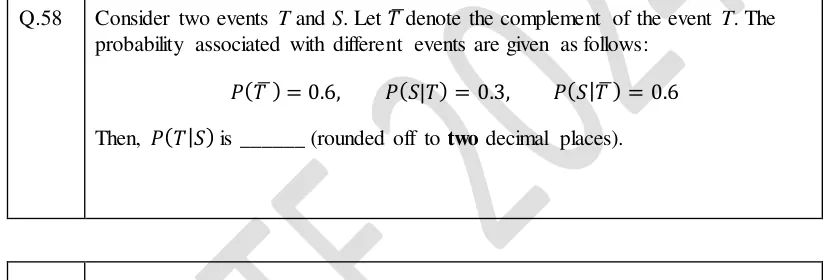 Q.58 Consider two events T and S. Let T̅ denote the complement of the event T. The
probability associated with different events are given as follows:
P(T̅) = 0.6, P(S|T) = 0.3, P(S|T̅) = 0.6
Then, P(T|S) is ______ (rounded off to two decimal places).